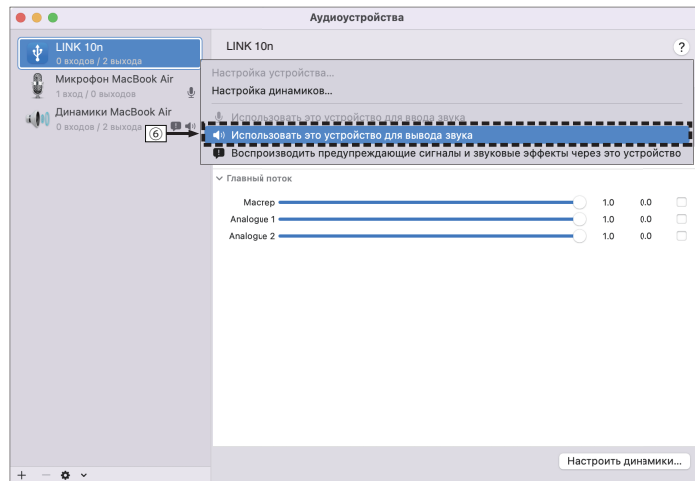 Аудиоустройства
LINK 10n
0 входов / 2 выхода
Микрофон MacBook Air
1 вход / 0 выходов
Динамики MacBook Air
0 входов / 2 выхода
6
LINK 10n
?
Настройка устройства...
Настройка динамиков...
Использовать это устройство для ввода звука
Использовать это устройство для вывода звука
Воспроизводить предупреждающие сигналы и звуковые эффекты через это устройство
Главный поток
Мастер 1.0 0.0
Analogue 1 1.0 0.0
Analogue 2 1.0 0.0
Настроить динамики...